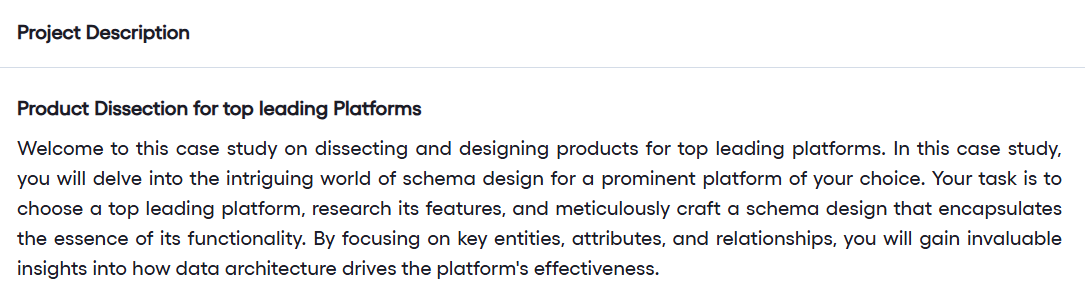 Project Description
Product Dissection for top leading Platforms
Welcome to this case study on dissecting and designing products for top leading platforms. In this case study,
you will delve into the intriguing world of schema design for a prominent platform of your choice. Your task is to
choose a top leading platform, research its features, and meticulously craft a schema design that encapsulates
the essence of its functionality. By focusing on key entities, attributes, and relationships, you will gain invaluable
insights into how data architecture drives the platform's effectiveness.